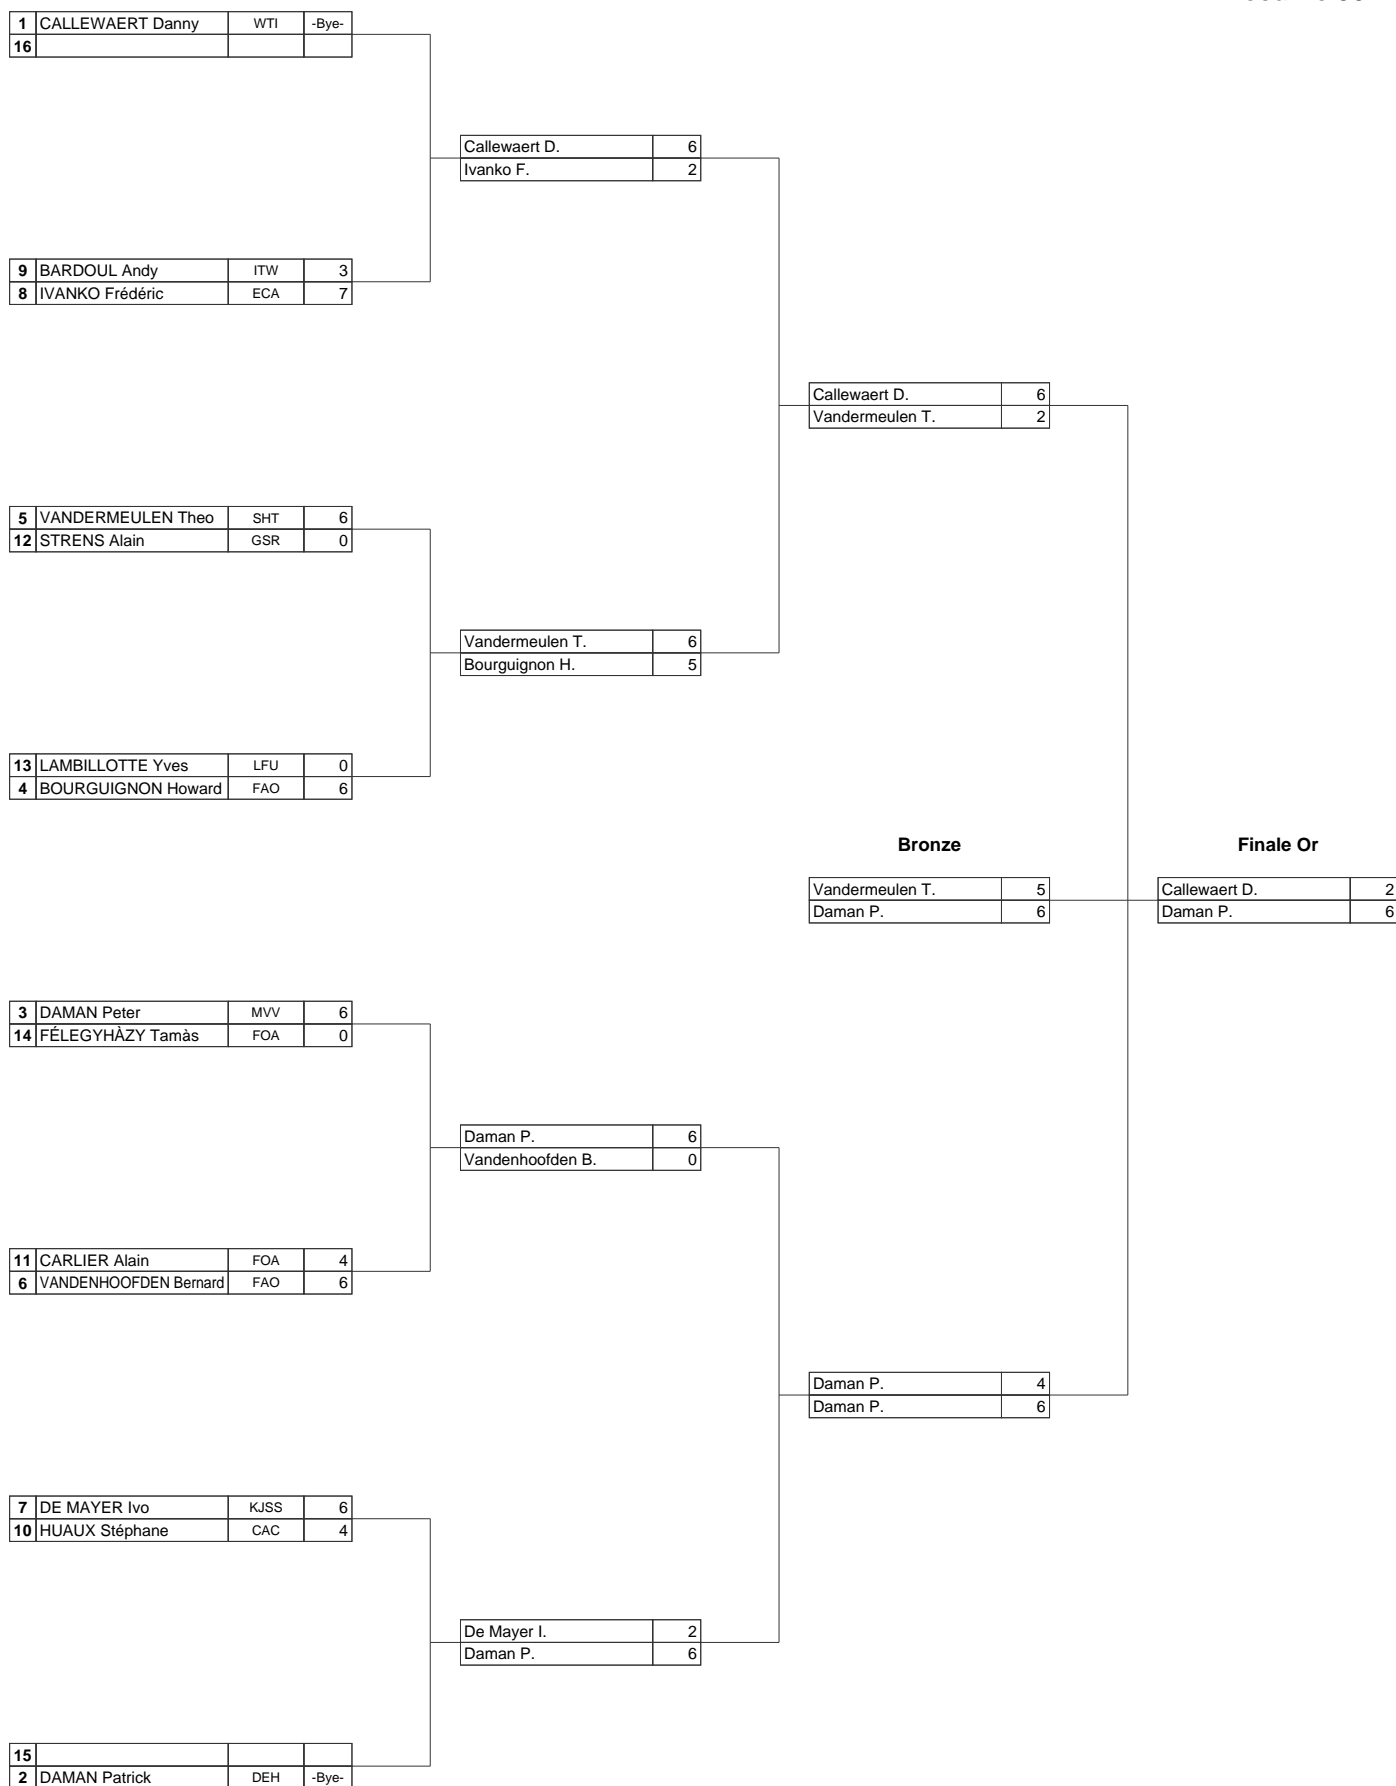 1 CALLEWAERT Danny WTI -Bye-
16
Callewaert D. 6
Ivanko F. 2
9 BARDOUL Andy ITW 3
8 IVANKO Frédéric ECA 7
Callewaert D. 6
Vandermeulen T. 2
5 VANDERMEULEN Theo SHT 6
12 STRENS Alain GSR 0
Vandermeulen T. 6
Bourguignon H. 5
13 LAMBILLOTTE Yves LFU 0
4 BOURGUIGNON Howard FAO 6
Bronze Finale Or
Vandermeulen T. 5 Callewaert D. 2
Daman P. 6 Daman P. 6
3 DAMAN Peter MVV 6
14 FÉLEGYHÀZY Tamàs FOA 0
Daman P. 6
Vandenhoofden B. 0
11 CARLIER Alain FOA 4
6 VANDENHOOFDEN Bernard FAO 6
Daman P. 4
Daman P. 6
7 DE MAYER Ivo KJSS 6
10 HUAUX Stéphane CAC 4
De Mayer I. 2
Daman P. 6
15
2 DAMAN Patrick DEH -Bye-